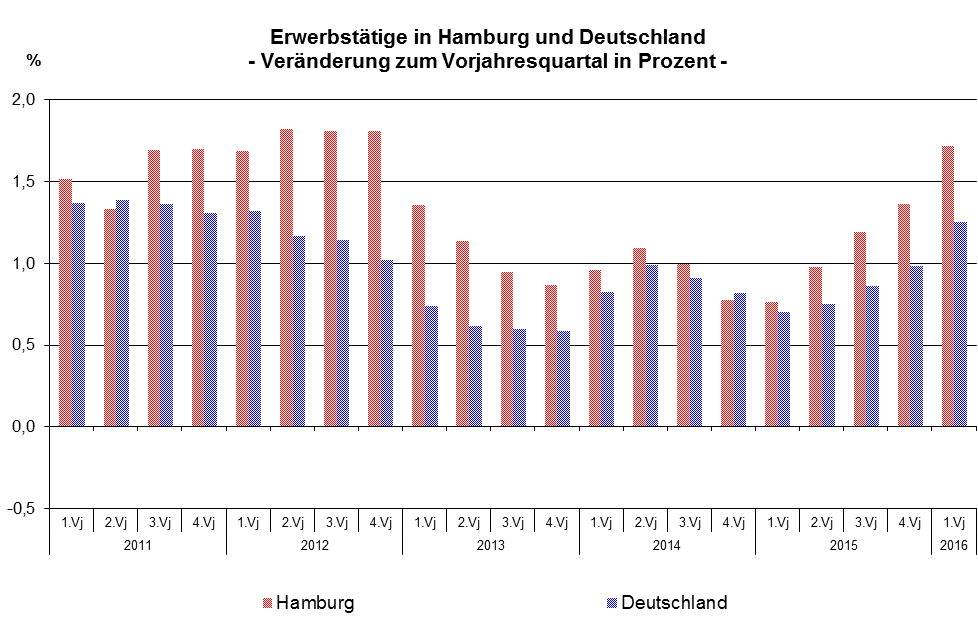 Erwerbstätige in Hamburg und Deutschland
- Veränderung zum Vorjahresquartal in Prozent -
%
2,0
1,5
1,0
0,5
0,0
-0,5
1.Vj 2.Vj 3.Vj 4.Vj 1.Vj 2.Vj 3.Vj 4.Vj 1.Vj 2.Vj 3.Vj 4.Vj 1.Vj 2.Vj 3.Vj 4.Vj 1.Vj 2.Vj 3.Vj 4.Vj 1.Vj
2011 2012 2013 2014 2015 2016
Hamburg Deutschland